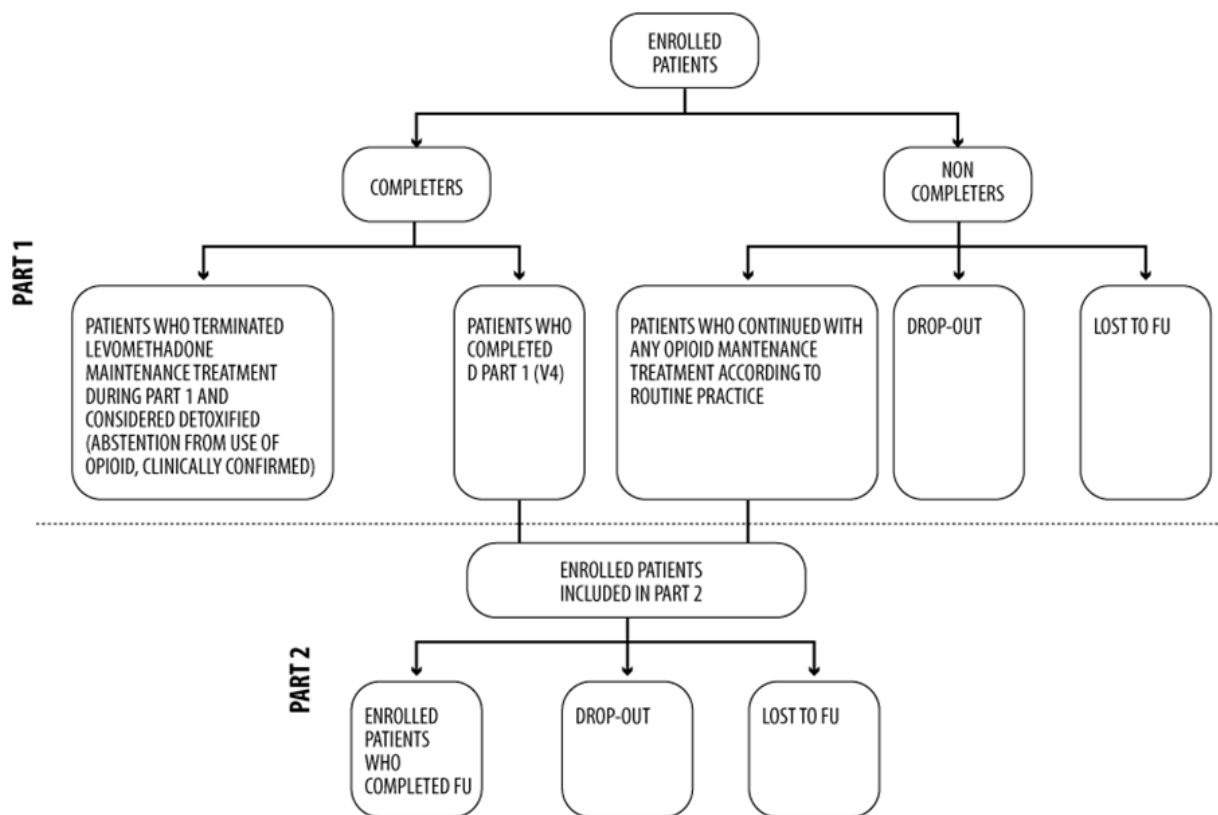 ENROLLED
PATIENTS
COMPLETERS
NON
COMPLETERS
PART 1
PATIENTS WHO TERMINATED
LEVOMETHADONE
MAINTENANCE TREATMENT
DURING PART 1 AND
CONSIDERED DETOXIFIED
(ABSTENTION FROM USE OF
OPIOID, CLINICALLY CONFIRMED)
PATIENTS WHO
COMPLETED
D PART 1 (V4)
PATIENTS WHO CONTINUED WITH
ANY OPIOID MANTENANCE
TREATMENT ACCORDING TO
ROUTINE PRACTICE
DROP-OUT
LOST TO FU
ENROLLED PATIENTS
INCLUDED IN PART 2
PART 2
ENROLLED
PATIENTS
WHO
COMPLETED FU
DROP-OUT
LOST TO FU